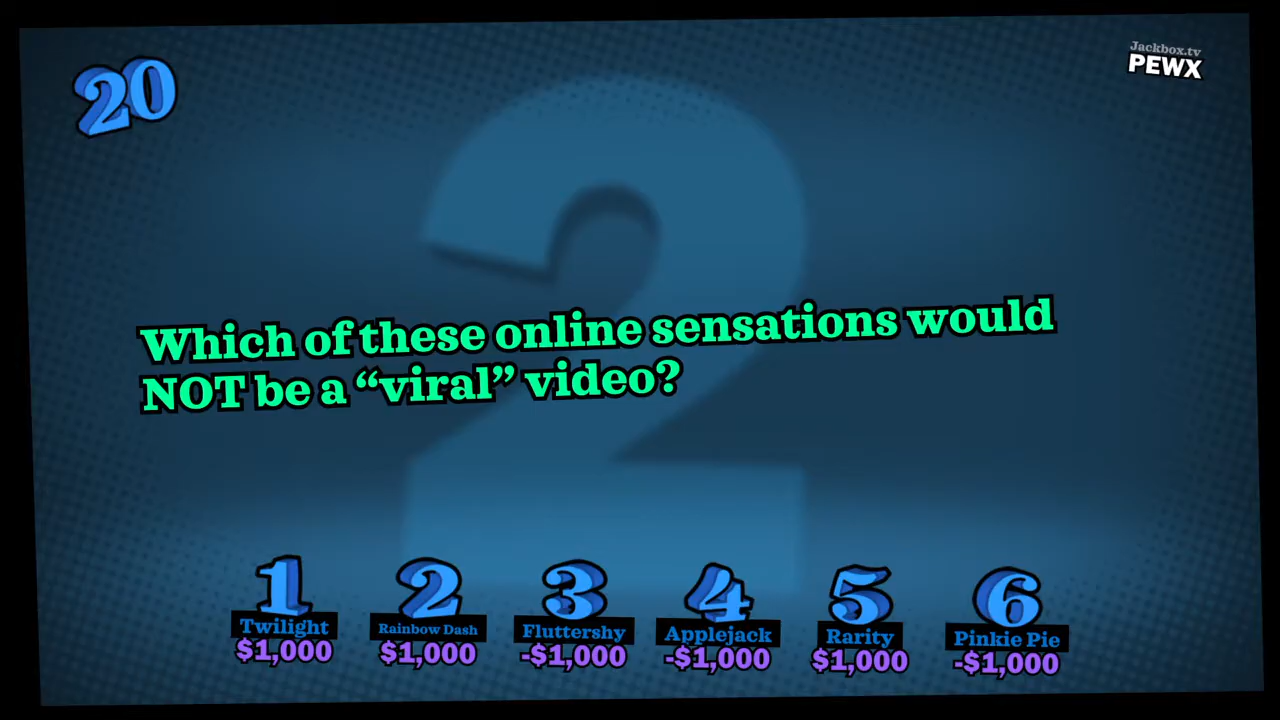 20
Jackbox.tv
PEWX
2
Which of these online sensations would
NOT be a “viral” video?
1 2 3 4 5 6
Twilight Rainbow Dash Fluttershy Applejack Rarity Pinkie Pie
$1,000 $1,000 -$1,000 -$1,000 $1,000 -$1,000